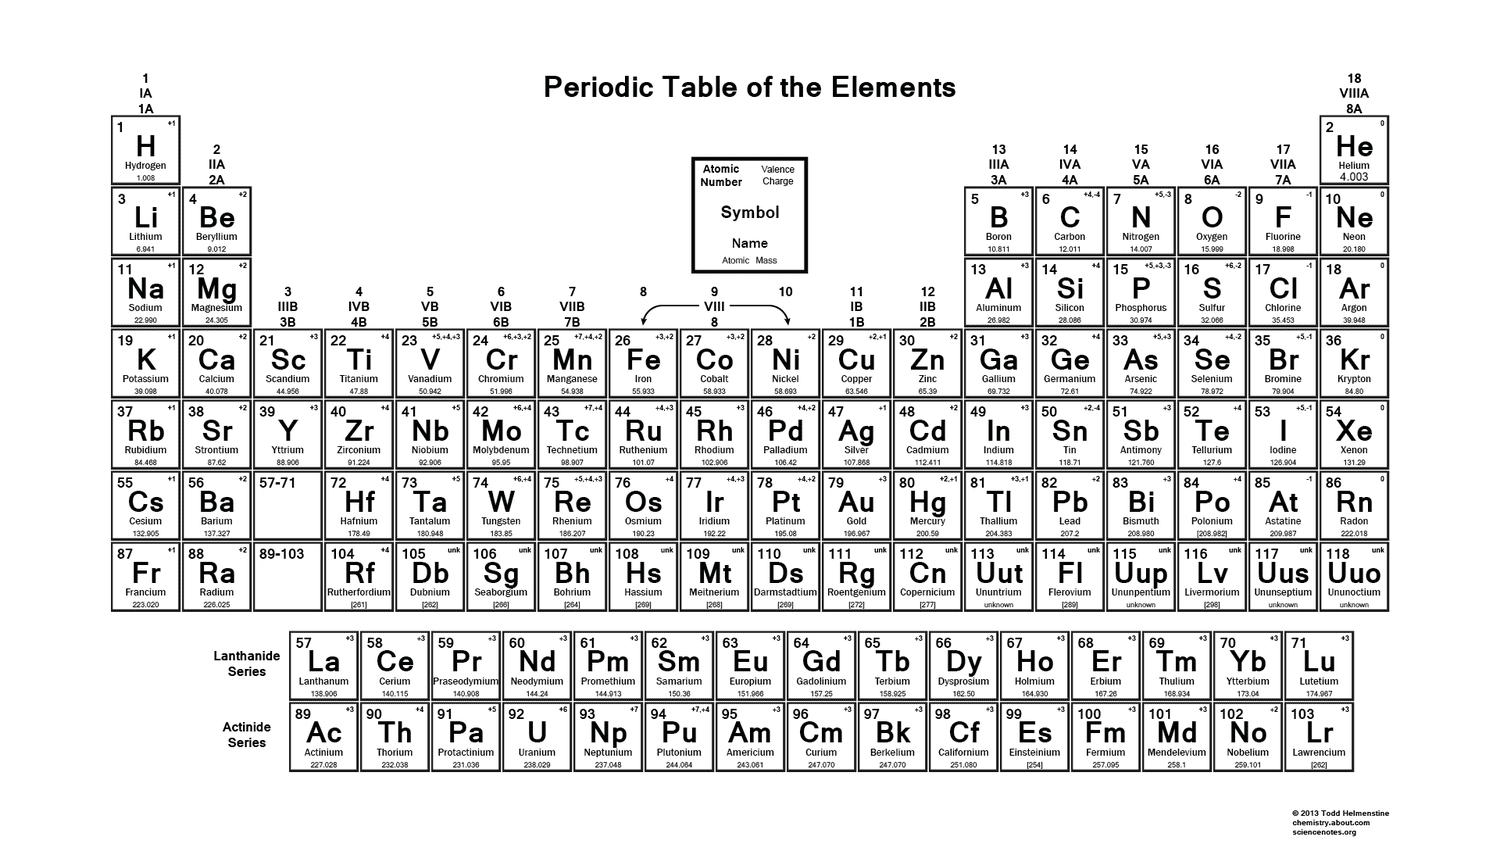 Periodic Table of the Elements
1
IA
1A
18
VIIIA
8A
1 +1
H
Hydrogen
1.008
2 0
He
Helium
4.003
2
IIA
2A
13
IIIA
3A
14
IVA
4A
15
VA
5A
16
VIA
6A
17
VIIA
7A
Atomic Number
Valence Charge
Symbol
Name
Atomic Mass
3 +1
Li
Lithium
6.941
4 +2
Be
Beryllium
9.012
5 +3
B
Boron
10.811
6 +4,-4
C
Carbon
12.011
7 +5,-3
N
Nitrogen
14.007
8 -2
O
Oxygen
15.999
9 -1
F
Fluorine
18.998
10 0
Ne
Neon
20.180
11 +1
Na
Sodium
22.990
12 +2
Mg
Magnesium
24.305
13 +3
Al
Aluminum
26.982
14 +4
Si
Silicon
28.086
15 +5,+3,-3
P
Phosphorus
30.974
16 +6,-2
S
Sulfur
32.066
17 -1
Cl
Chlorine
35.453
18 0
Ar
Argon
39.948
3
IIIB
3B
4
IVB
4B
5
VB
5B
6
VIB
6B
7
VIIB
7B
8 9 10
VIII
8
11
IB
1B
12
IIB
2B
19 +1
K
Potassium
39.098
20 +2
Ca
Calcium
40.078
21 +3
Sc
Scandium
44.956
22 +4
Ti
Titanium
47.88
23 +5,+4,+3
V
Vanadium
50.942
24 +6,+3,+2
Cr
Chromium
51.996
25 +7,+4,+2
Mn
Manganese
54.938
26 +3,+2
Fe
Iron
55.933
27 +3,+2
Co
Cobalt
58.933
28 +2
Ni
Nickel
58.693
29 +2,+1
Cu
Copper
63.546
30 +2
Zn
Zinc
65.39
31 +3
Ga
Gallium
69.732
32 +4
Ge
Germanium
72.61
33 +5,+3
As
Arsenic
74.922
34 +4,-2
Se
Selenium
78.972
35 +5,-1
Br
Bromine
79.904
36 0
Kr
Krypton
84.80
37 +1
Rb
Rubidium
84.468
38 +2
Sr
Strontium
87.62
39 +3
Y
Yttrium
88.906
40 +4
Zr
Zirconium
91.224
41 +5
Nb
Niobium
92.906
42 +6,+4
Mo
Molybdenum
95.95
43 +7,+4
Tc
Technetium
98.907
44 +4,+3
Ru
Ruthenium
101.07
45 +3
Rh
Rhodium
102.906
46 +4,+2
Pd
Palladium
106.42
47 +1
Ag
Silver
107.868
48 +2
Cd
Cadmium
112.411
49 +3
In
Indium
114.818
50 +2,-4
Sn
Tin
118.71
51 +3
Sb
Antimony
121.760
52 +4
Te
Tellurium
127.6
53 +5,-1
I
Iodine
126.904
54 0
Xe
Xenon
131.29
55 +1
Cs
Cesium
132.905
56 +2
Ba
Barium
137.327
57-71
72 +4
Hf
Hafnium
178.49
73 +5
Ta
Tantalum
180.948
74 +6,+4
W
Tungsten
183.85
75 +5,+4,+3
Re
Rhenium
186.207
76 +4
Os
Osmium
190.23
77 +4,+3
Ir
Iridium
192.22
78 +4,+2
Pt
Platinum
195.08
79 +3
Au
Gold
196.967
80 +2,+1
Hg
Mercury
200.59
81 +3,+1
Tl
Thallium
204.383
82 +2
Pb
Lead
207.2
83 +3
Bi
Bismuth
208.980
84 +4
Po
Polonium
[208.982]
85 -1
At
Astatine
209.987
86 0
Rn
Radon
222.018
87 +1
Fr
Francium
223.020
88 +2
Ra
Radium
226.025
89-103
104 +4
Rf
Rutherfordium
[261]
105 unk
Db
Dubnium
[262]
106 unk
Sg
Seaborgium
[266]
107 unk
Bh
Bohrium
[264]
108 unk
Hs
Hassium
[269]
109 unk
Mt
Meitnerium
[268]
110 unk
Ds
Darmstadtium
[269]
111 unk
Rg
Roentgenium
[272]
112 unk
Cn
Copernicium
[277]
113 unk
Uut
Ununtrium
unknown
114 unk
Fl
Flerovium
[289]
115 unk
Uup
Ununpentium
unknown
116 unk
Lv
Livermorium
[298]
117 unk
Uus
Ununseptium
unknown
118 unk
Uuo
Ununoctium
unknown
Lanthanide
Series
57 +3
La
Lanthanum
138.906
58 +3
Ce
Cerium
140.115
59 +3
Pr
Praseodymium
140.908
60 +3
Nd
Neodymium
144.24
61 +3
Pm
Promethium
144.913
62 +3
Sm
Samarium
150.36
63 +3
Eu
Europium
151.966
64 +3
Gd
Gadolinium
157.25
65 +3
Tb
Terbium
158.925
66 +3
Dy
Dysprosium
162.50
67 +3
Ho
Holmium
164.930
68 +3
Er
Erbium
167.26
69 +3
Tm
Thulium
168.934
70 +3
Yb
Ytterbium
173.04
71 +3
Lu
Lutetium
174.967
Actinide
Series
89 +3
Ac
Actinium
227.028
90 +4
Th
Thorium
232.038
91 +5
Pa
Protactinium
231.036
92 +6
U
Uranium
238.029
93 +7
Np
Neptunium
237.048
94 +7,+4
Pu
Plutonium
244.064
95 +3
Am
Americium
243.061
96 +3
Cm
Curium
247.070
97 +3
Bk
Berkelium
247.070
98 +3
Cf
Californium
251.080
99 +3
Es
Einsteinium
[254]
100 +3
Fm
Fermium
257.095
101 +3
Md
Mendelevium
258.1
102 +2
No
Nobelium
259.101
103 +3
Lr
Lawrencium
[262]
© 2013 Todd Helmenstine
chemistry.about.com
sciencenotes.org